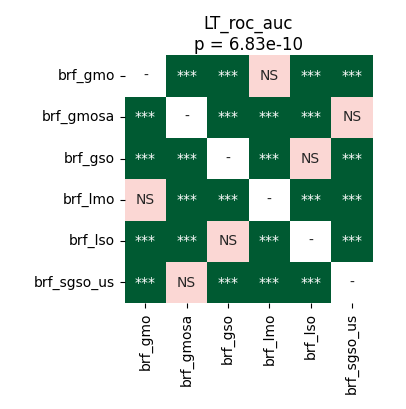 LT_roc_auc
p = 6.83e-10
brf_gmo - *** *** NS *** ***
brf_gmosa *** - *** *** *** NS
brf_gso *** *** - *** NS ***
brf_lmo NS *** *** - *** ***
brf_lso *** *** NS *** - ***
brf_sgso_us *** NS *** *** *** -
brf_gmo
brf_gmosa
brf_gso
brf_lmo
brf_lso
brf_sgso_us